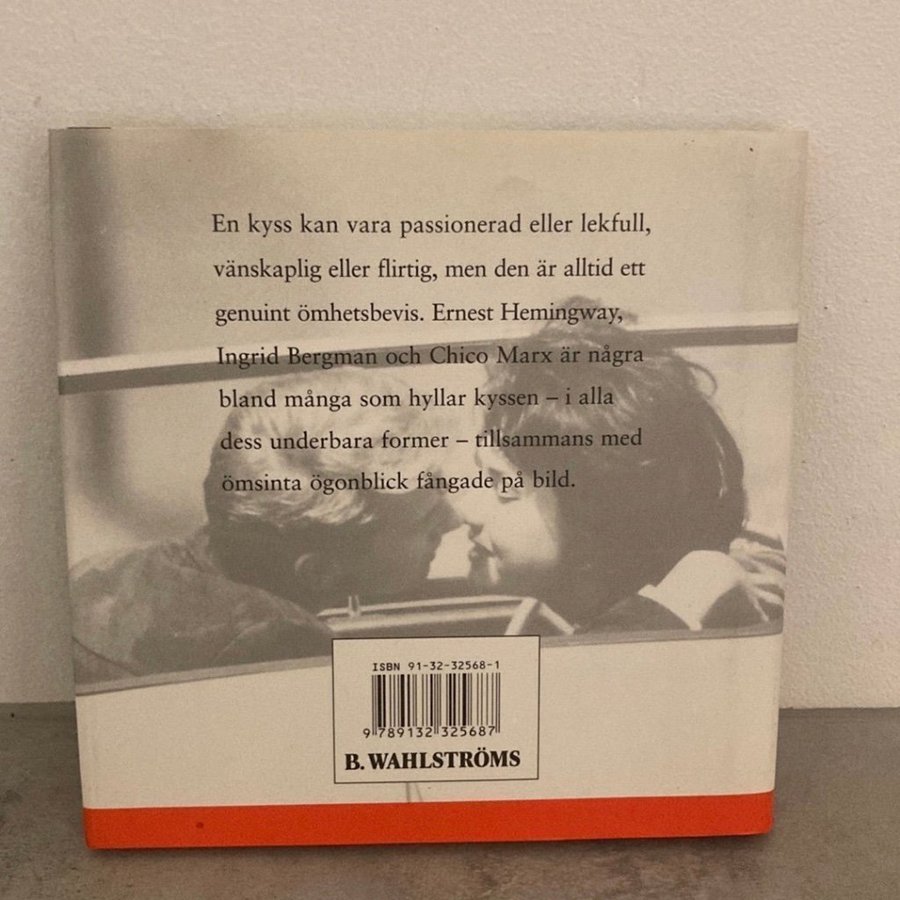 En kyss kan vara passionerad eller lekfull,
vänskaplig eller flirtig, men den är alltid ett
genuint ömhetsbevis. Ernest Hemingway,
Ingrid Bergman och Chico Marx är några
bland många som hyllar kyssen – i alla
dess underbara former – tillsammans med
ömsinta ögonblick fångade på bild.
ISBN 91-32-32568-1
9 789132 325687
B. WAHLSTRÖMS